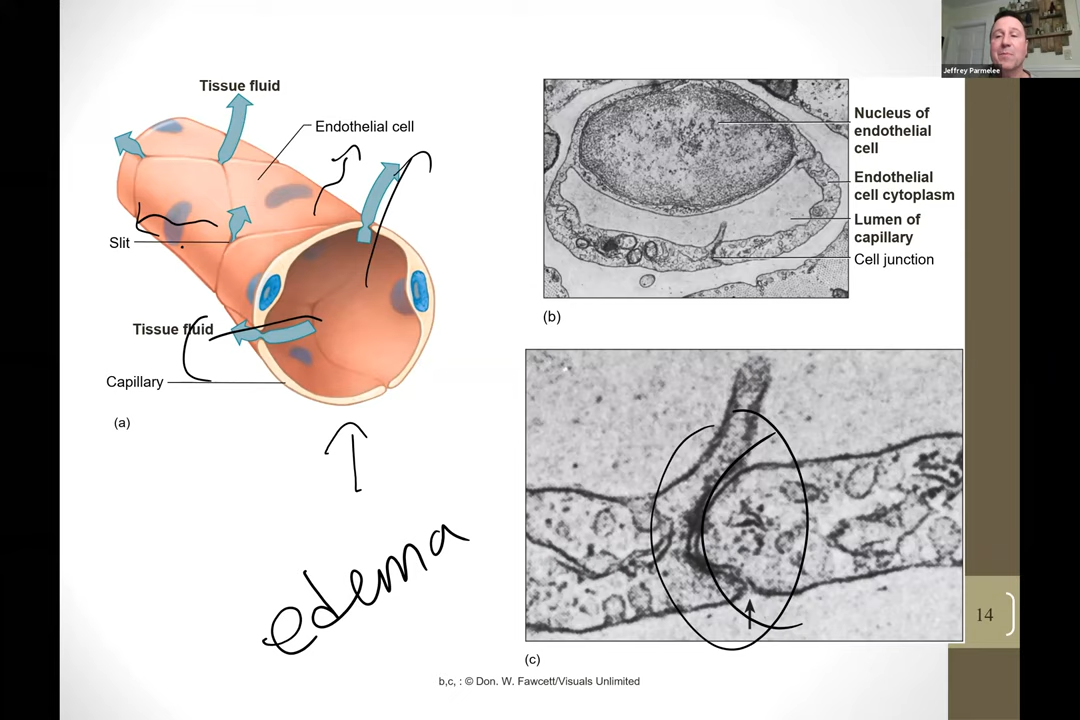 Jeffrey Parmelee
Tissue fluid
Endothelial cell
Slit
Tissue fluid
Capillary
(a)
edema
Nucleus of
endothelial
cell
Endothelial
cell cytoplasm
Lumen of
capillary
Cell junction
(b)
(c)
14
b,c, : © Don. W. Fawcett/Visuals Unlimited